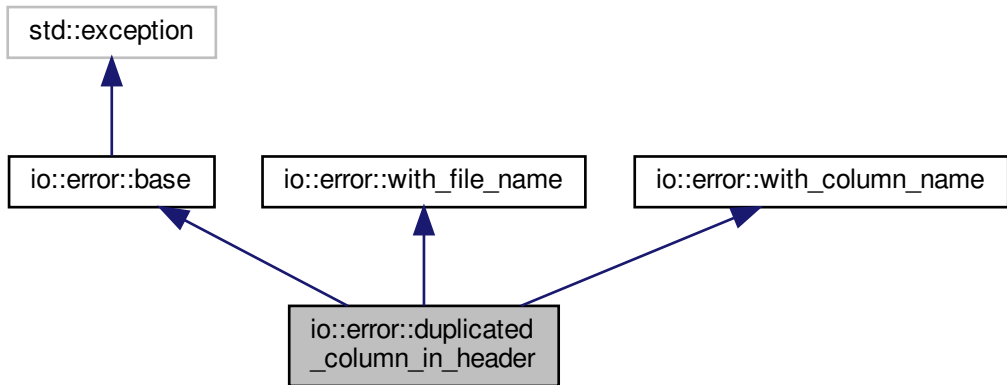 std::exception
io::error::base
io::error::with_file_name
io::error::with_column_name
io::error::duplicated
_column_in_header